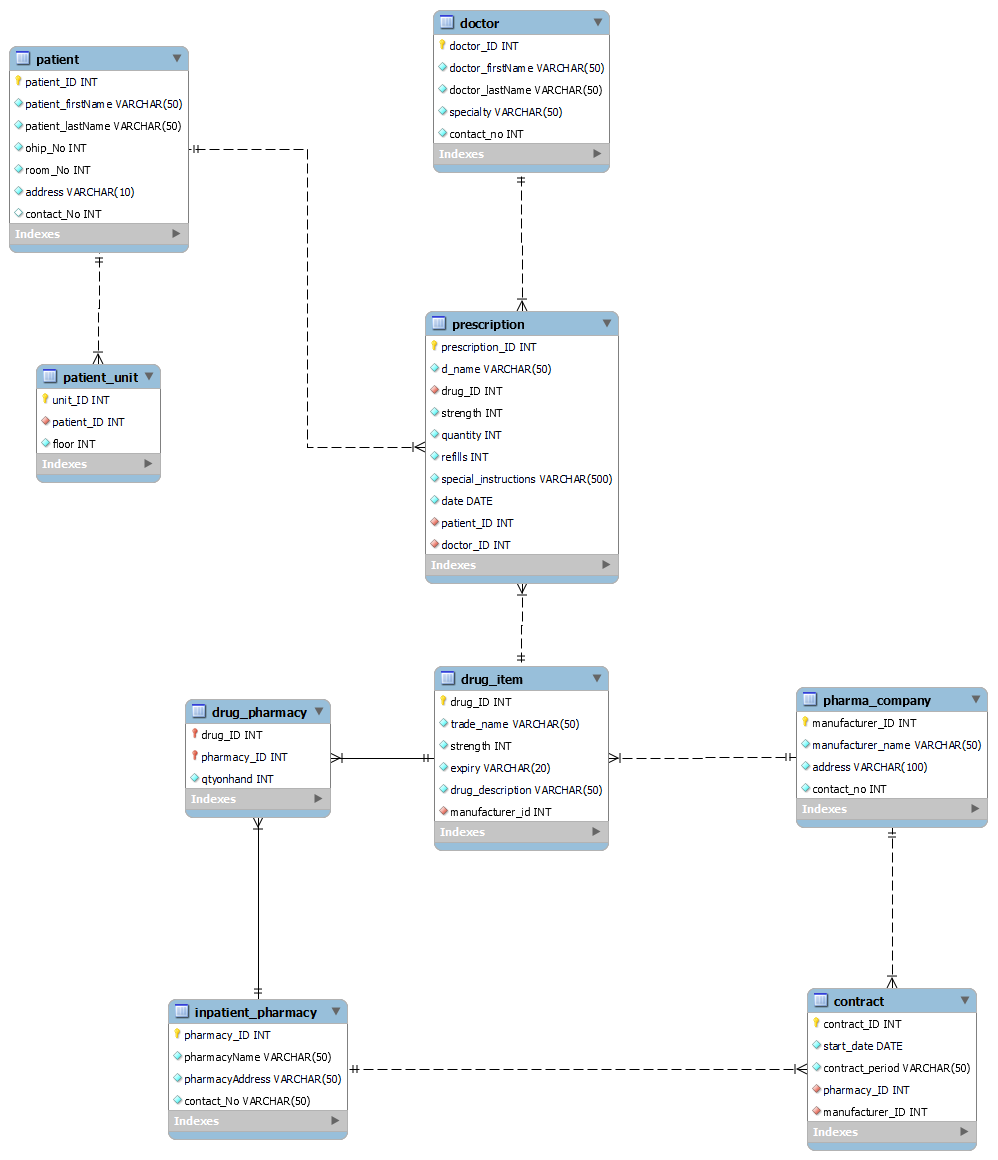 doctor
doctor_ID INT
doctor_firstName VARCHAR(50)
doctor_lastName VARCHAR(50)
specialty VARCHAR(50)
contact_no INT
Indexes
patient
patient_ID INT
patient_firstName VARCHAR(50)
patient_lastName VARCHAR(50)
ohip_No INT
room_No INT
address VARCHAR(10)
contact_No INT
Indexes
prescription
prescription_ID INT
d_name VARCHAR(50)
drug_ID INT
strength INT
quantity INT
refills INT
special_instructions VARCHAR(500)
date DATE
patient_ID INT
doctor_ID INT
Indexes
patient_unit
unit_ID INT
patient_ID INT
floor INT
Indexes
drug_item
drug_ID INT
trade_name VARCHAR(50)
strength INT
expiry VARCHAR(20)
drug_description VARCHAR(50)
manufacturer_id INT
Indexes
drug_pharmacy
drug_ID INT
pharmacy_ID INT
qtyonhand INT
Indexes
pharma_company
manufacturer_ID INT
manufacturer_name VARCHAR(50)
address VARCHAR(100)
contact_no INT
Indexes
inpatient_pharmacy
pharmacy_ID INT
pharmacyName VARCHAR(50)
pharmacyAddress VARCHAR(50)
contact_No VARCHAR(50)
Indexes
contract
contract_ID INT
start_date DATE
contract_period VARCHAR(50)
pharmacy_ID INT
manufacturer_ID INT
Indexes